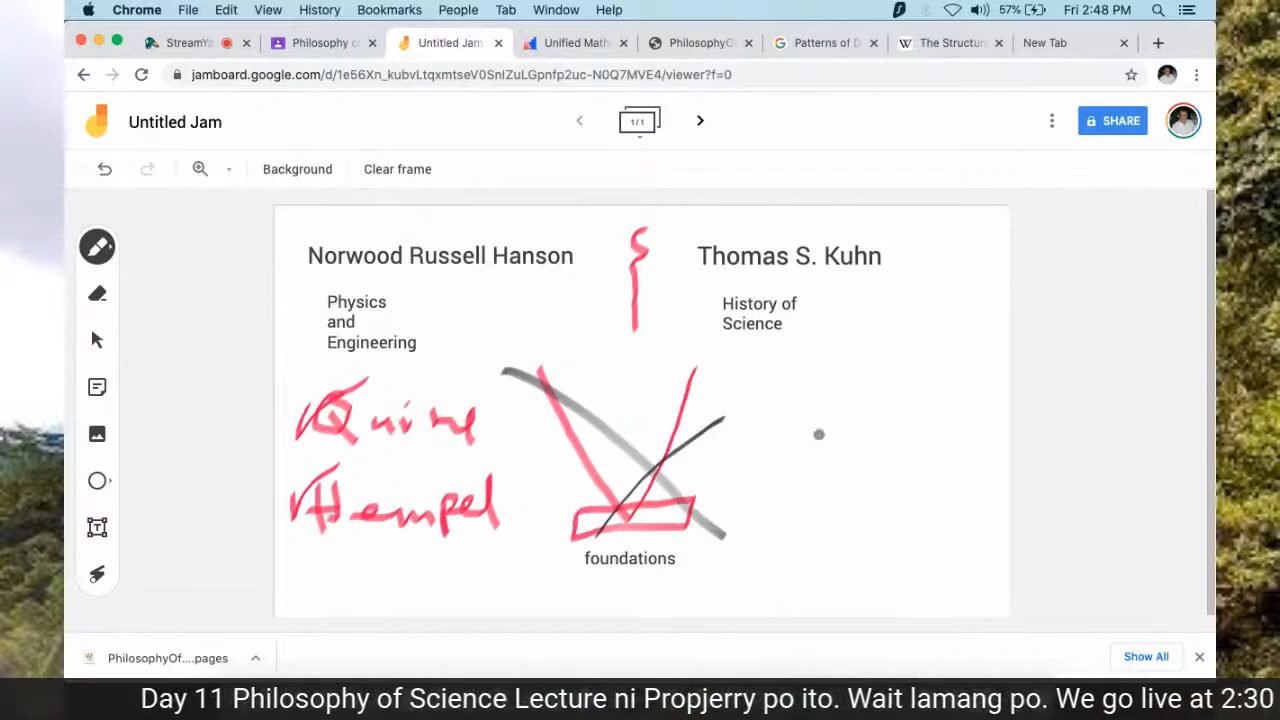 Chrome File Edit View History Bookmarks People Tab Window Help 57% Fri 2:48 PM
StreamYa Philosophy of Untitled Jam Unified Math PhilosophyO Patterns of D The Structure New Tab
jamboard.google.com/d/1e56Xn_kubvLtqxmtseV0SnIZuLGpnfp2uc-N0Q7MVE4/viewer?f=0
Untitled Jam 1/1 SHARE
Background Clear frame
Norwood Russell Hanson Thomas S. Kuhn
Physics
and
Engineering
History of
Science
Quine
Hempel
foundations
PhilosophyOf....pages Show All
Day 11 Philosophy of Science Lecture ni Propjerry po ito. Wait lamang po. We go live at 2:30